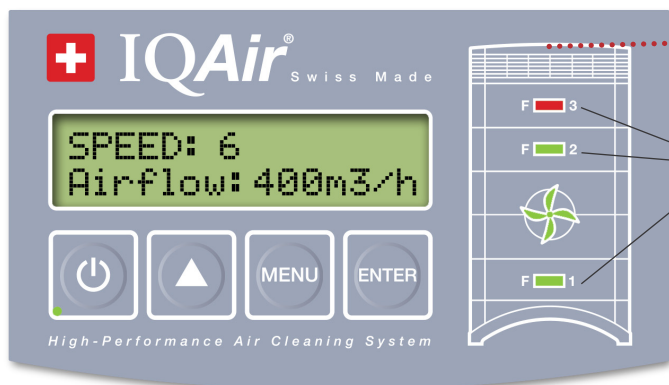 IQAir®
Swiss Made
SPEED: 6
Airflow:400m3/h
MENU
ENTER
High-Performance Air Cleaning System
F 3
F 2
F 1